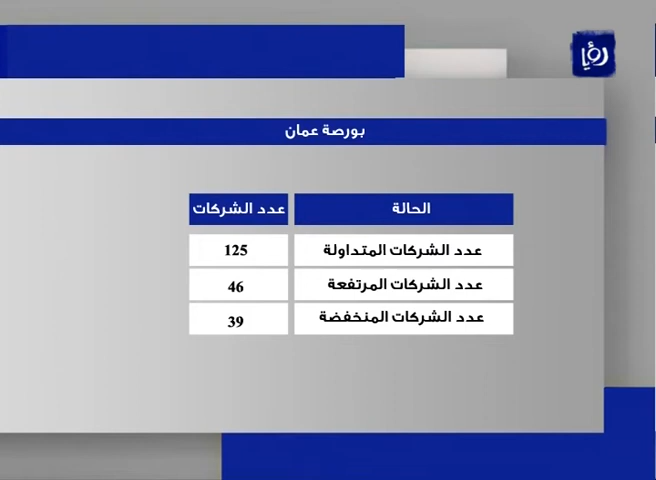 رؤيا
بورصة عمان
الحالة عدد الشركات
عدد الشركات المتداولة 125
عدد الشركات المرتفعة 46
عدد الشركات المنخفضة 39